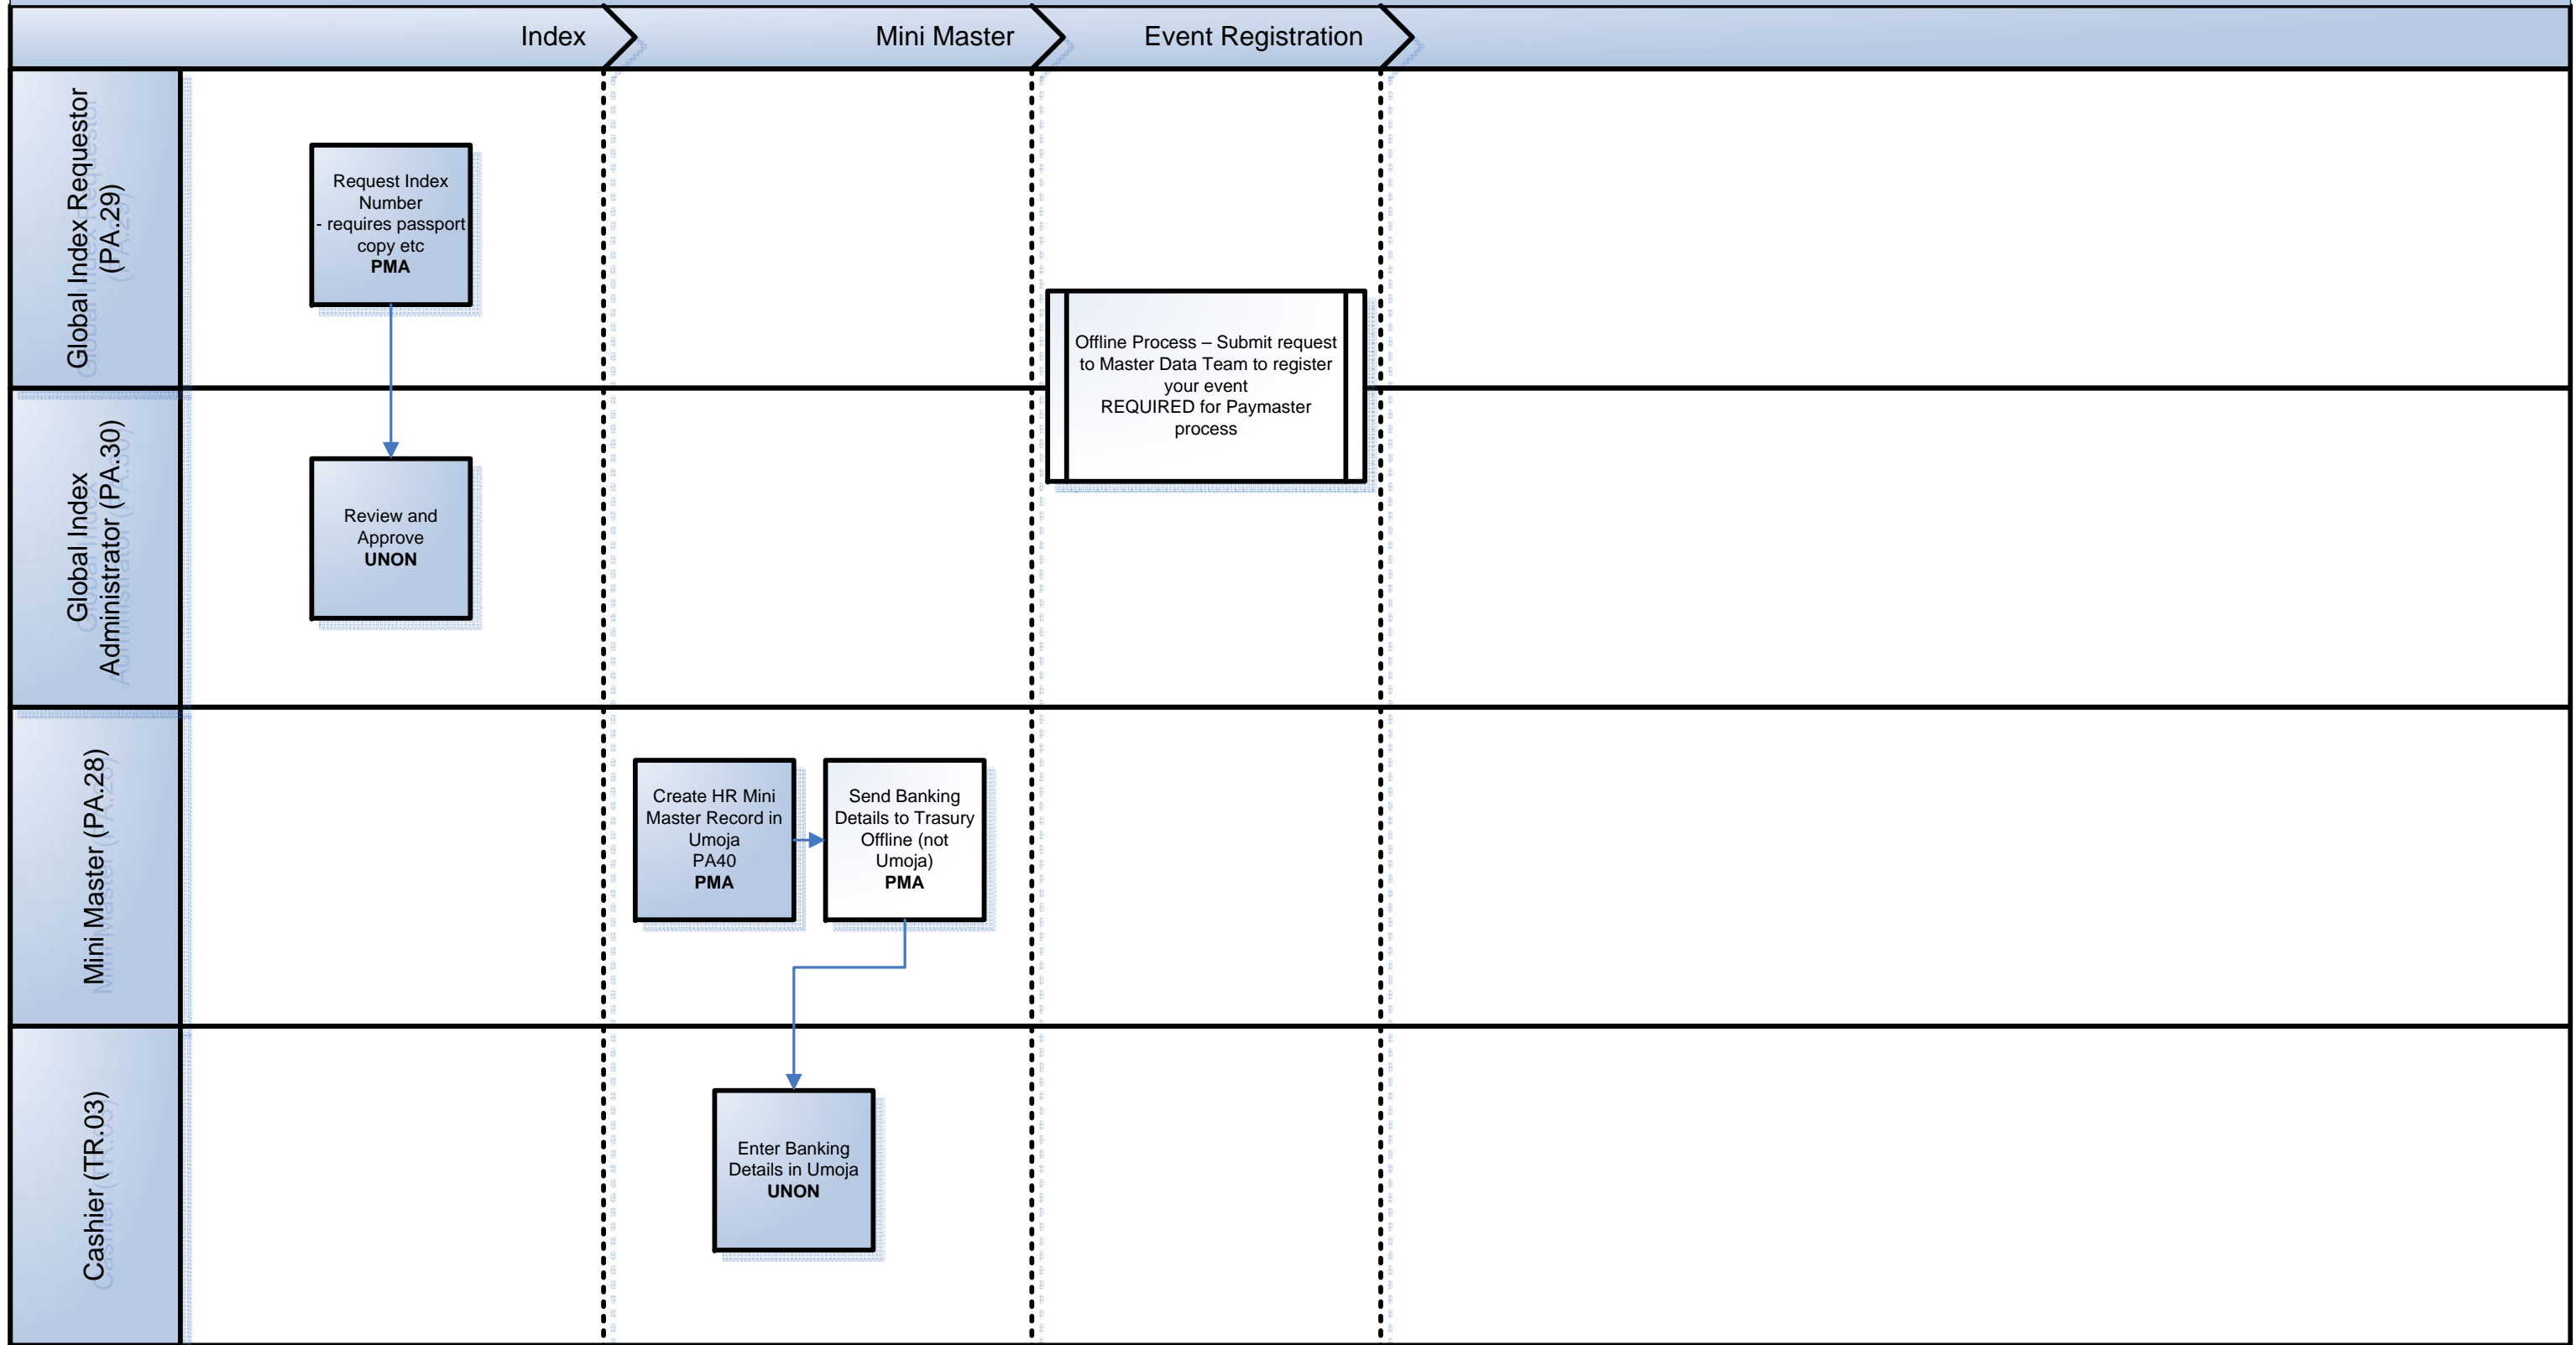 Index
Mini Master
Event Registration
Global Index Requestor
(PA.29)
Request Index
Number
- requires passport
copy etc
PMA
Offline Process – Submit request
to Master Data Team to register
your event
REQUIRED for Paymaster
process
Global Index
Administrator (PA.30)
Review and
Approve
UNON
Mini Master (PA.28)
Create HR Mini
Master Record in
Umoja
PA40
PMA
Send Banking
Details to Trasury
Offline (not
Umoja)
PMA
Cashier (TR.03)
Enter Banking
Details in Umoja
UNON